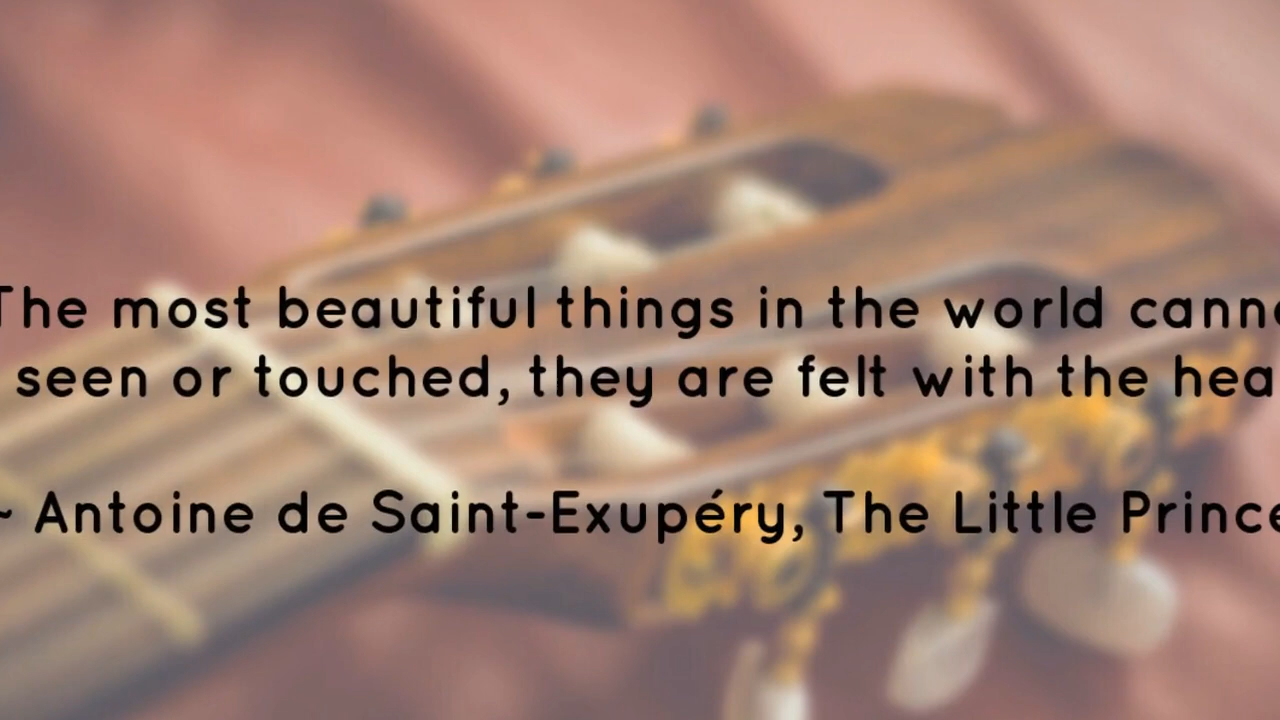 The most beautiful things in the world canno
seen or touched, they are felt with the hea
~ Antoine de Saint-Exupéry, The Little Prince